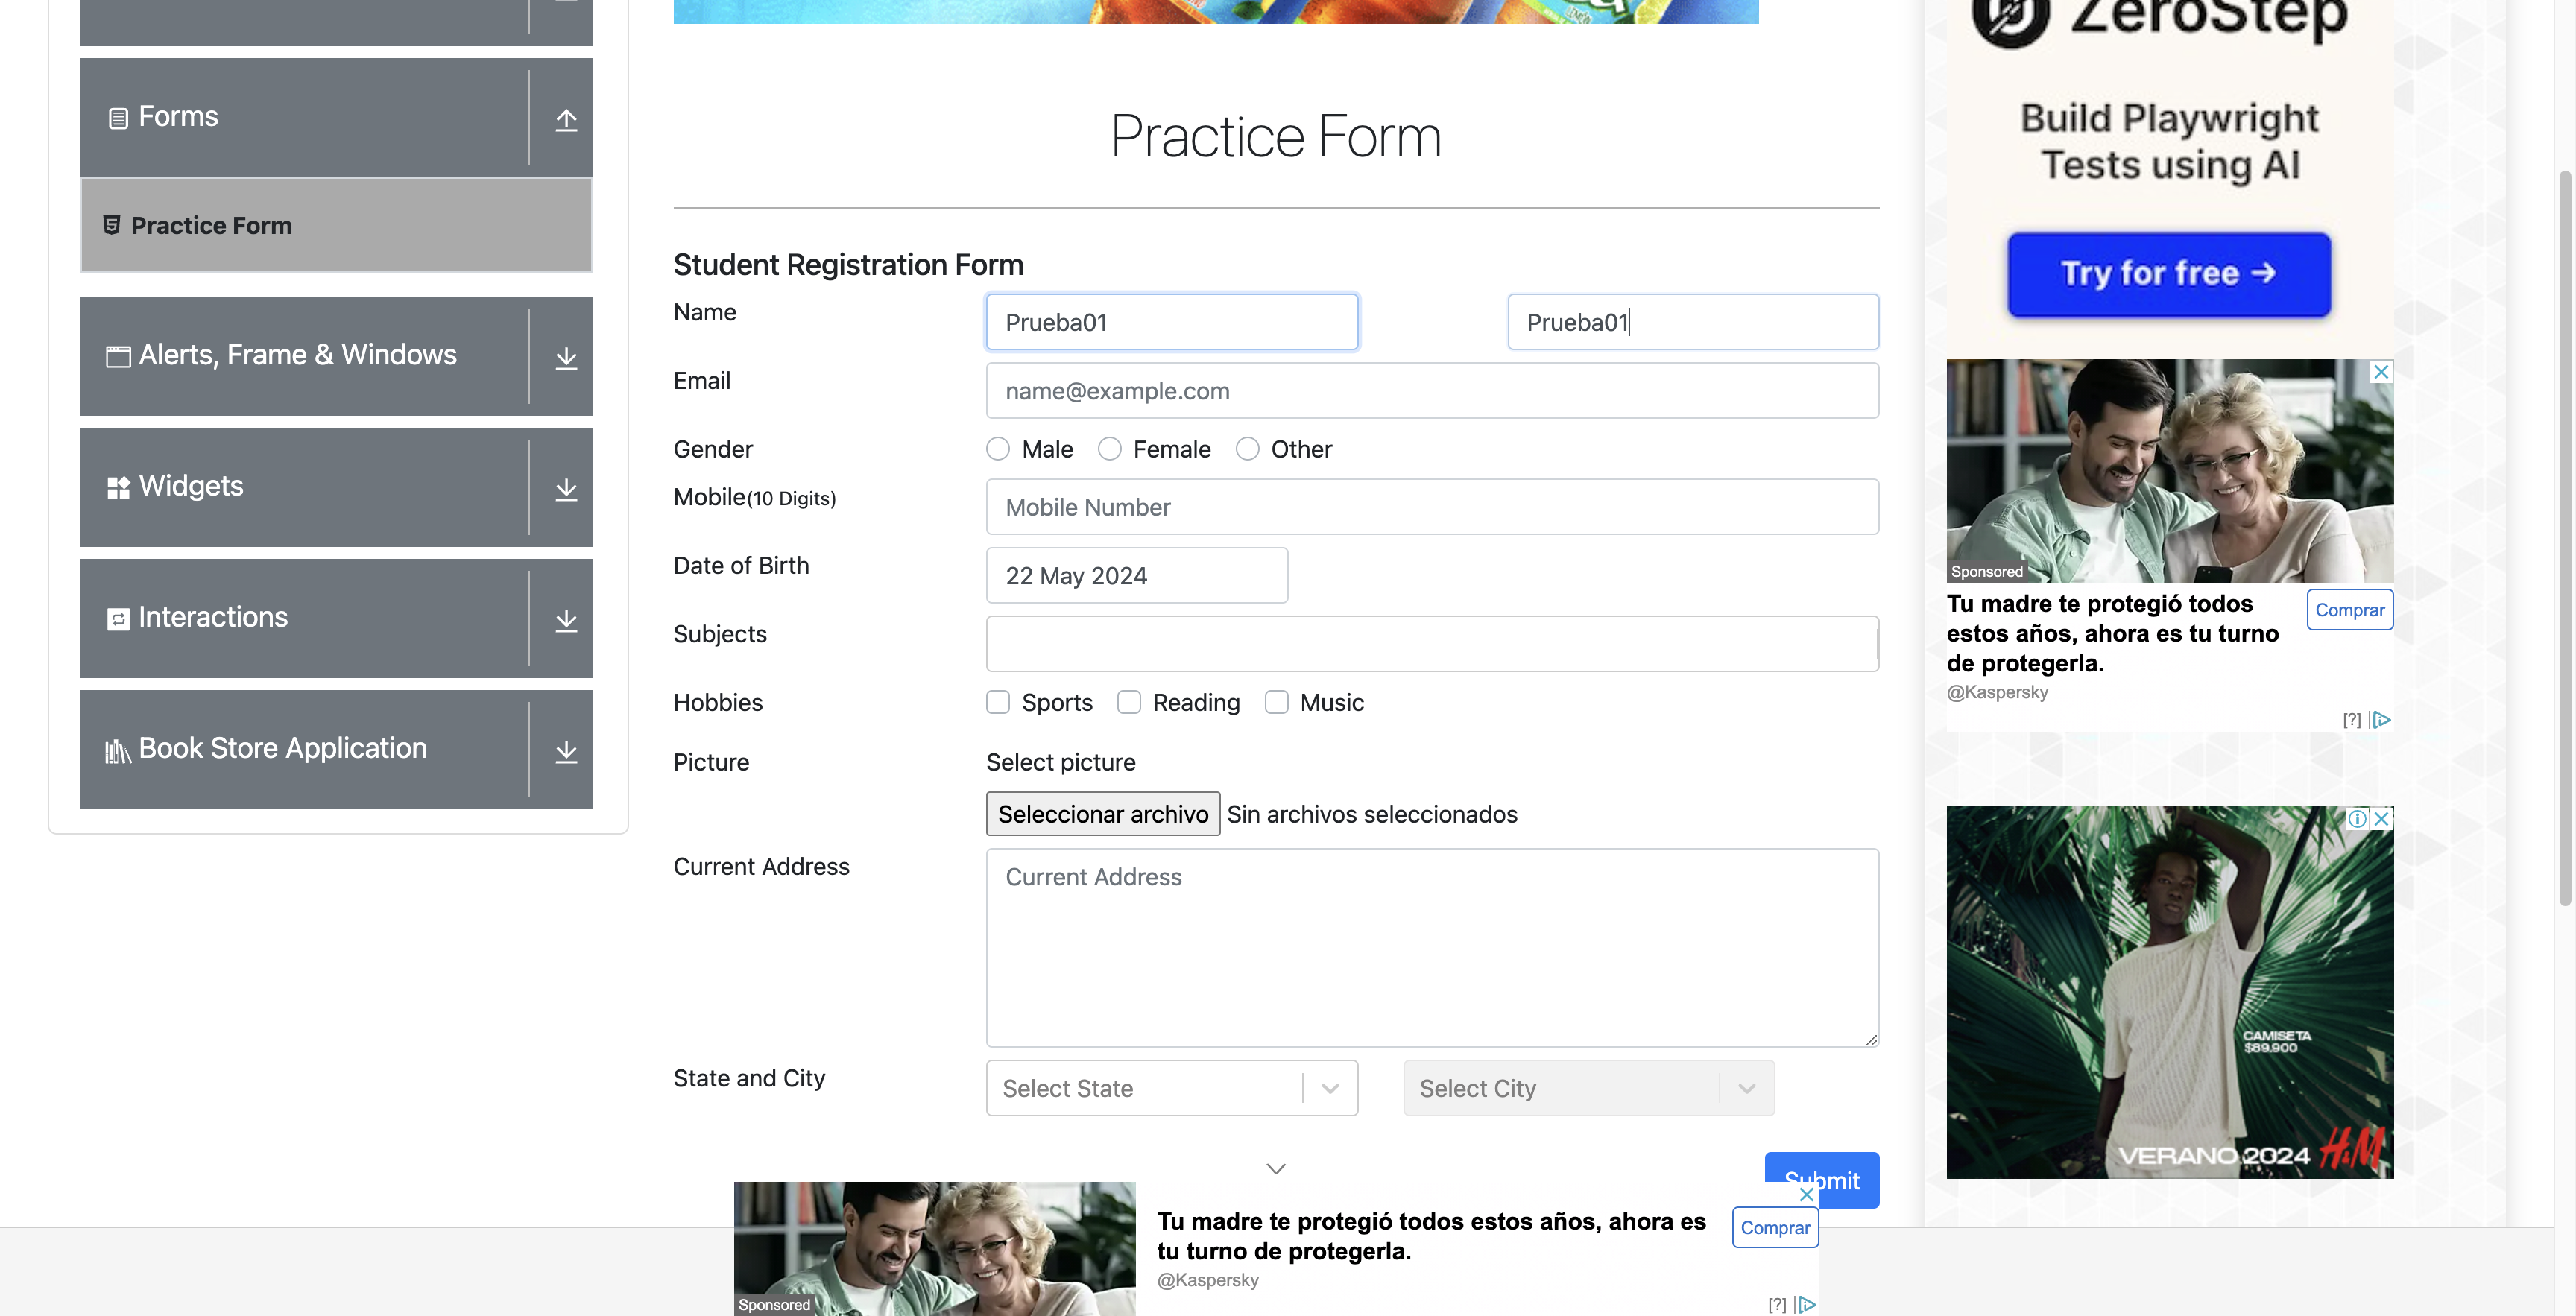 Forms
Practice Form
Alerts, Frame & Windows
Widgets
Interactions
Book Store Application
Practice Form
Student Registration Form
Name
Prueba01
Prueba01
Email
name@example.com
Gender
Male
Female
Other
Mobile(10 Digits)
Mobile Number
Date of Birth
22 May 2024
Subjects
Hobbies
Sports
Reading
Music
Picture
Select picture
Seleccionar archivo
Sin archivos seleccionados
Current Address
Current Address
State and City
Select State
Select City
Submit
Tu madre te protegió todos estos años, ahora es
tu turno de protegerla.
@Kaspersky
Comprar
Sponsored
[?]
ZeroStep
Build Playwright
Tests using AI
Try for free →
Sponsored
Tu madre te protegió todos
estos años, ahora es tu turno
de protegerla.
Comprar
@Kaspersky
[?]
CAMISETA
$89.900
VERANO 2024 H&M